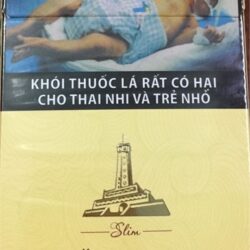 KHÓI THUỐC LÁ RẤT CÓ HẠI
CHO THAI NHI VÀ TRẺ NHỎ
Slim